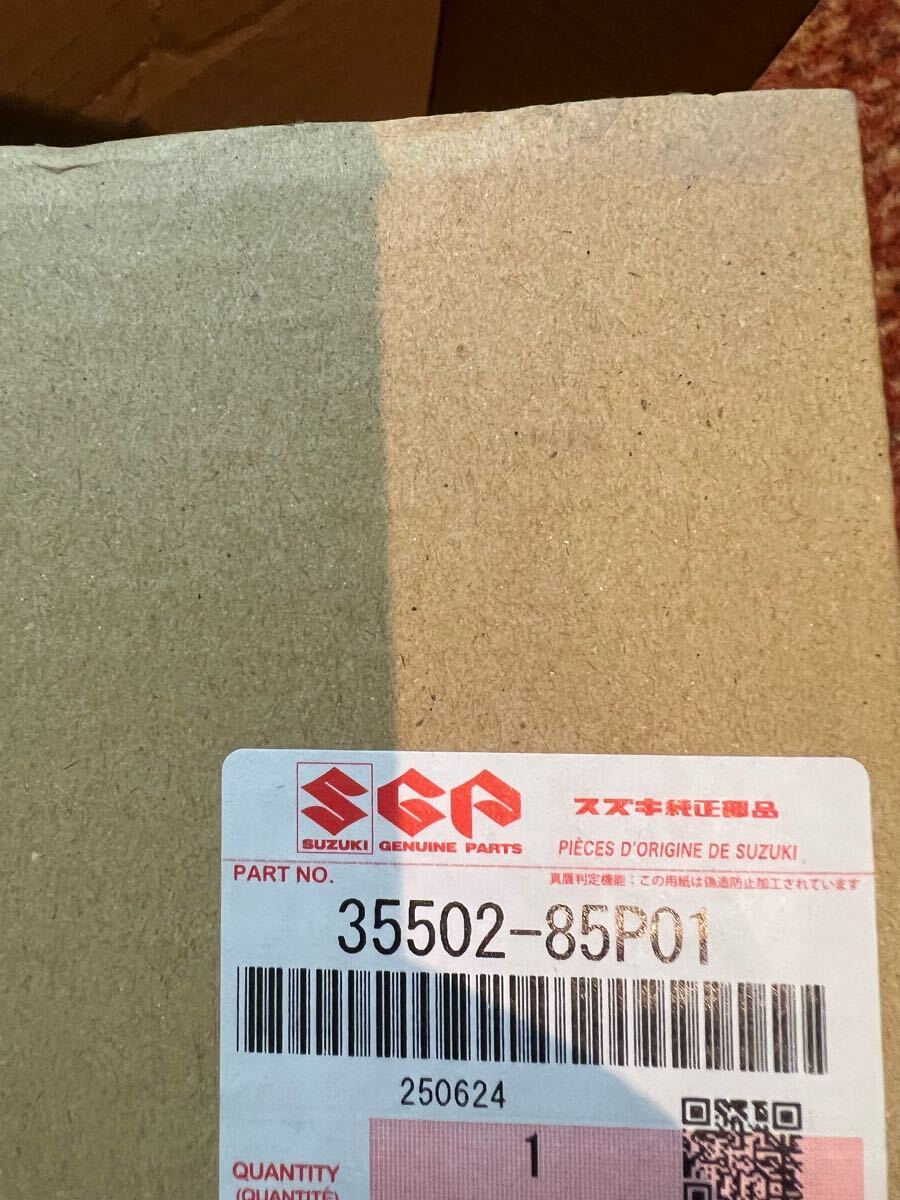 SGP スズキ純正部品
SUZUKI GENUINE PARTS PIÈCES D'ORIGINE DE SUZUKI
PART NO. 真贋判定機能:この用紙は偽造防止加工されています
35502-85P01
250624
1
QUANTITY
(QUANTITÉ)